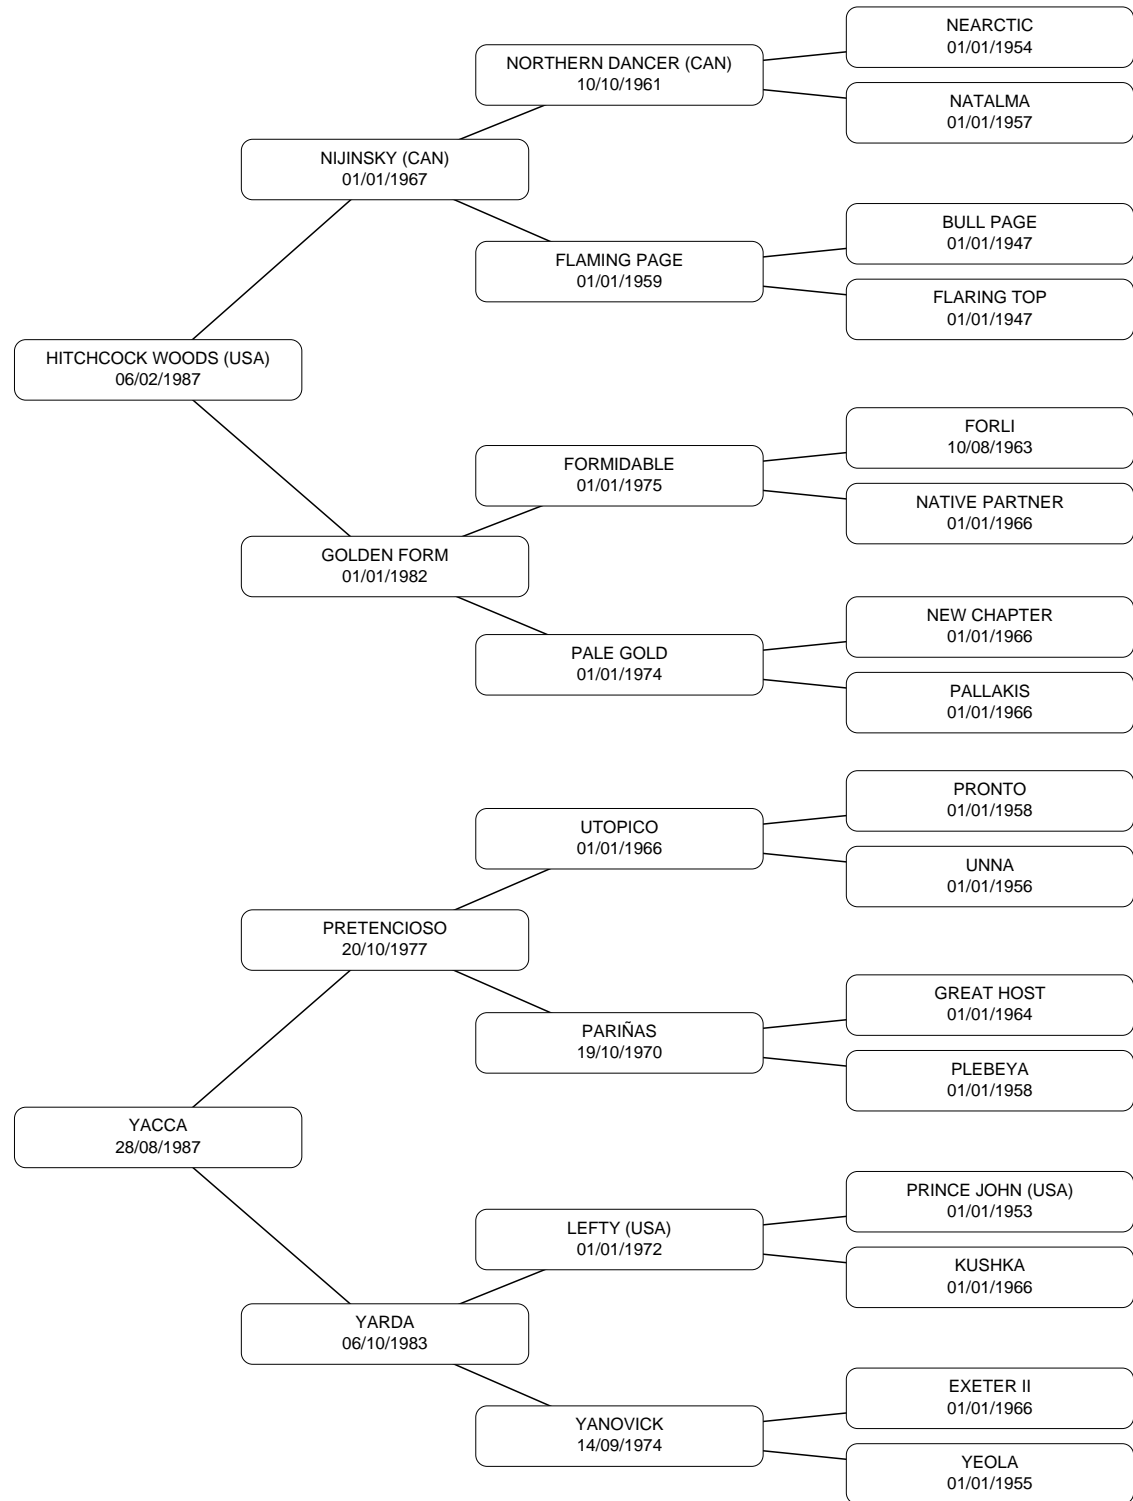 NEARCTIC
01/01/1954
NORTHERN DANCER (CAN)
10/10/1961
NATALMA
01/01/1957
NIJINSKY (CAN)
01/01/1967
BULL PAGE
01/01/1947
FLAMING PAGE
01/01/1959
FLARING TOP
01/01/1947
HITCHCOCK WOODS (USA)
06/02/1987
FORLI
10/08/1963
FORMIDABLE
01/01/1975
NATIVE PARTNER
01/01/1966
GOLDEN FORM
01/01/1982
NEW CHAPTER
01/01/1966
PALE GOLD
01/01/1974
PALLAKIS
01/01/1966
PRONTO
01/01/1958
UTOPICO
01/01/1966
UNNA
01/01/1956
PRETENCIOSO
20/10/1977
GREAT HOST
01/01/1964
PARIÑAS
19/10/1970
PLEBEYA
01/01/1958
YACCA
28/08/1987
PRINCE JOHN (USA)
01/01/1953
LEFTY (USA)
01/01/1972
KUSHKA
01/01/1966
YARDA
06/10/1983
EXETER II
01/01/1966
YANOVICK
14/09/1974
YEOLA
01/01/1955